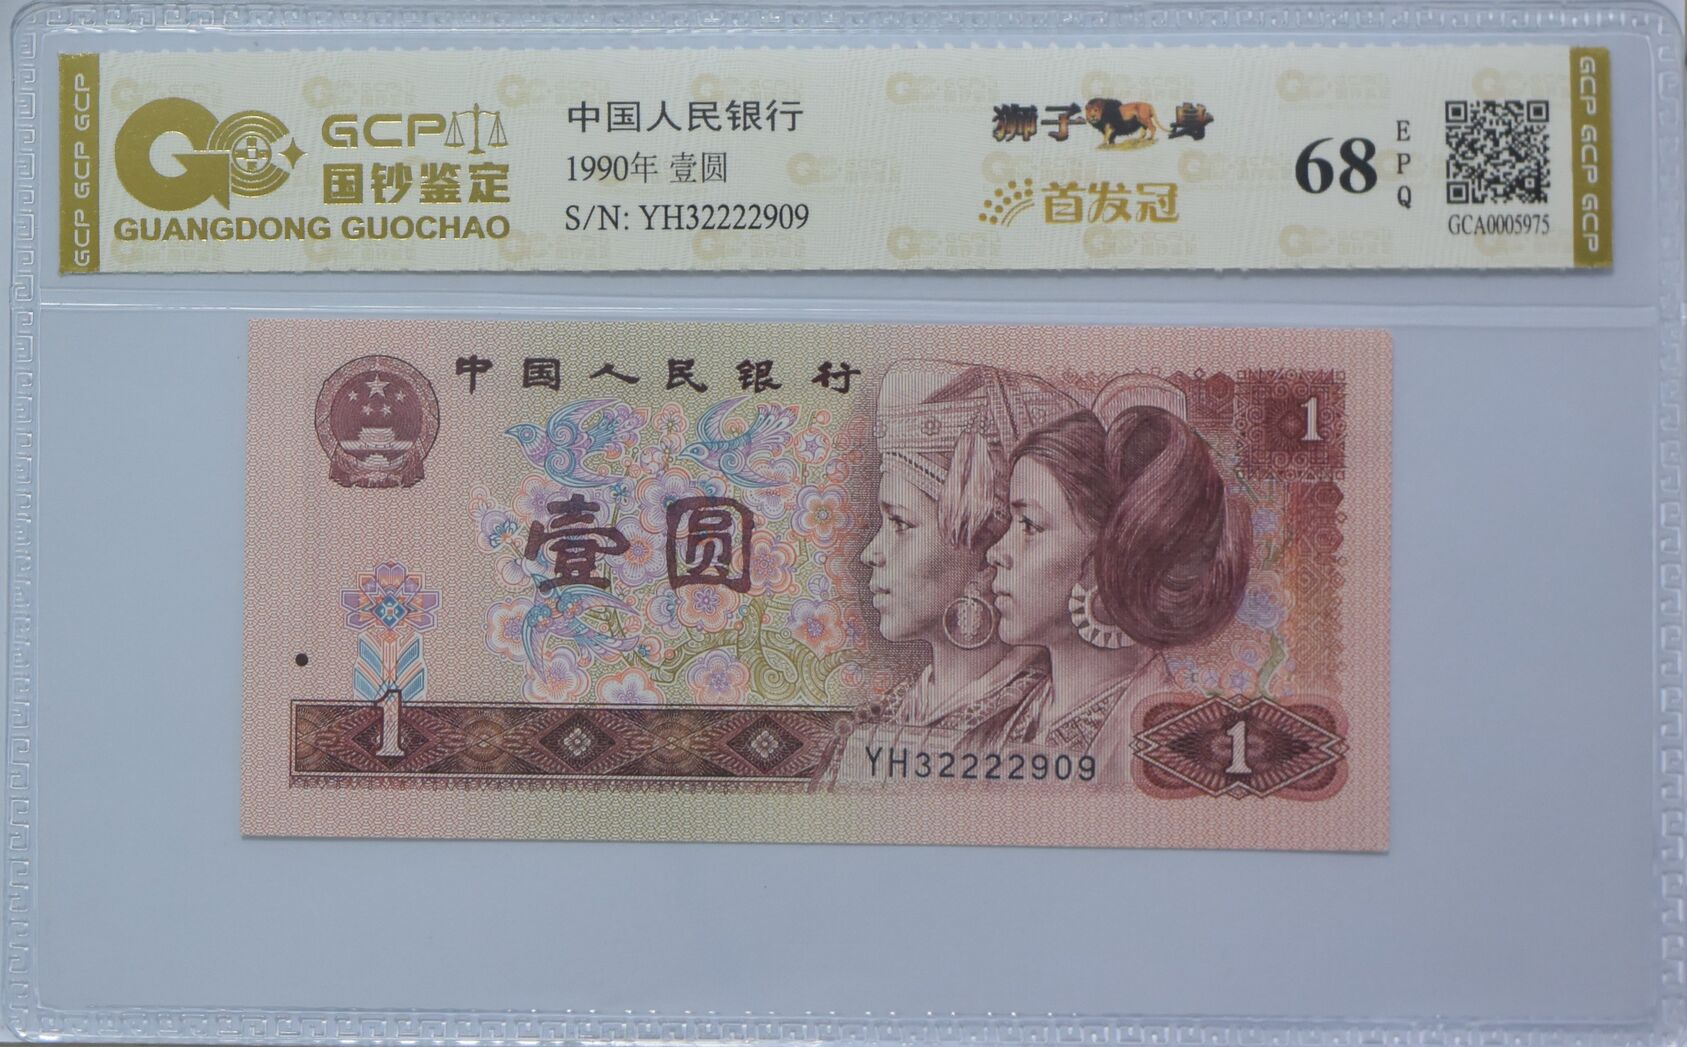 GCP
国钞鉴定
GUANGDONG GUOCHAO
中国人民银行
1990年 壹圆
S/N: YH32222909
狮子身
首发冠
68
EPQ
GCA0005975
GCP GCP GCP
GCP GCP GCP
中国人民银行
1
壹圆
1
YH32222909
1